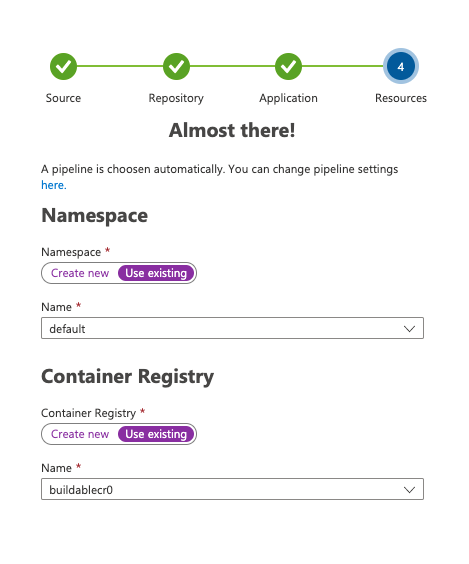 4
Source
Repository
Application
Resources
Almost there!
A pipeline is choosen automatically. You can change pipeline settings
here.
Namespace
Namespace *
Create new Use existing
Name *
default
Container Registry
Container Registry *
Create new Use existing
Name *
buildablecr0